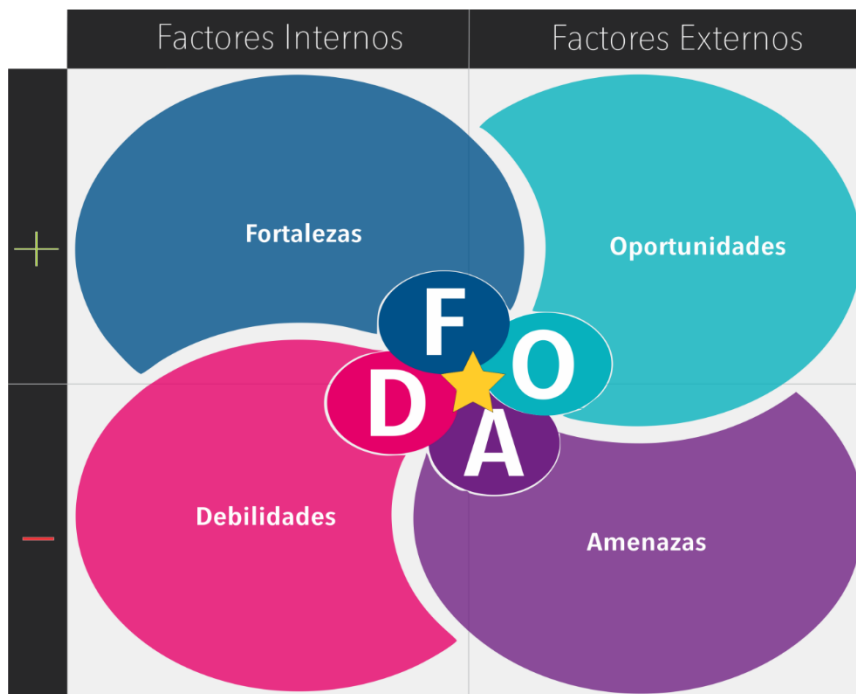 Factores Internos
Factores Externos
+
Fortalezas
Oportunidades
F
O
D
A
−
Debilidades
Amenazas